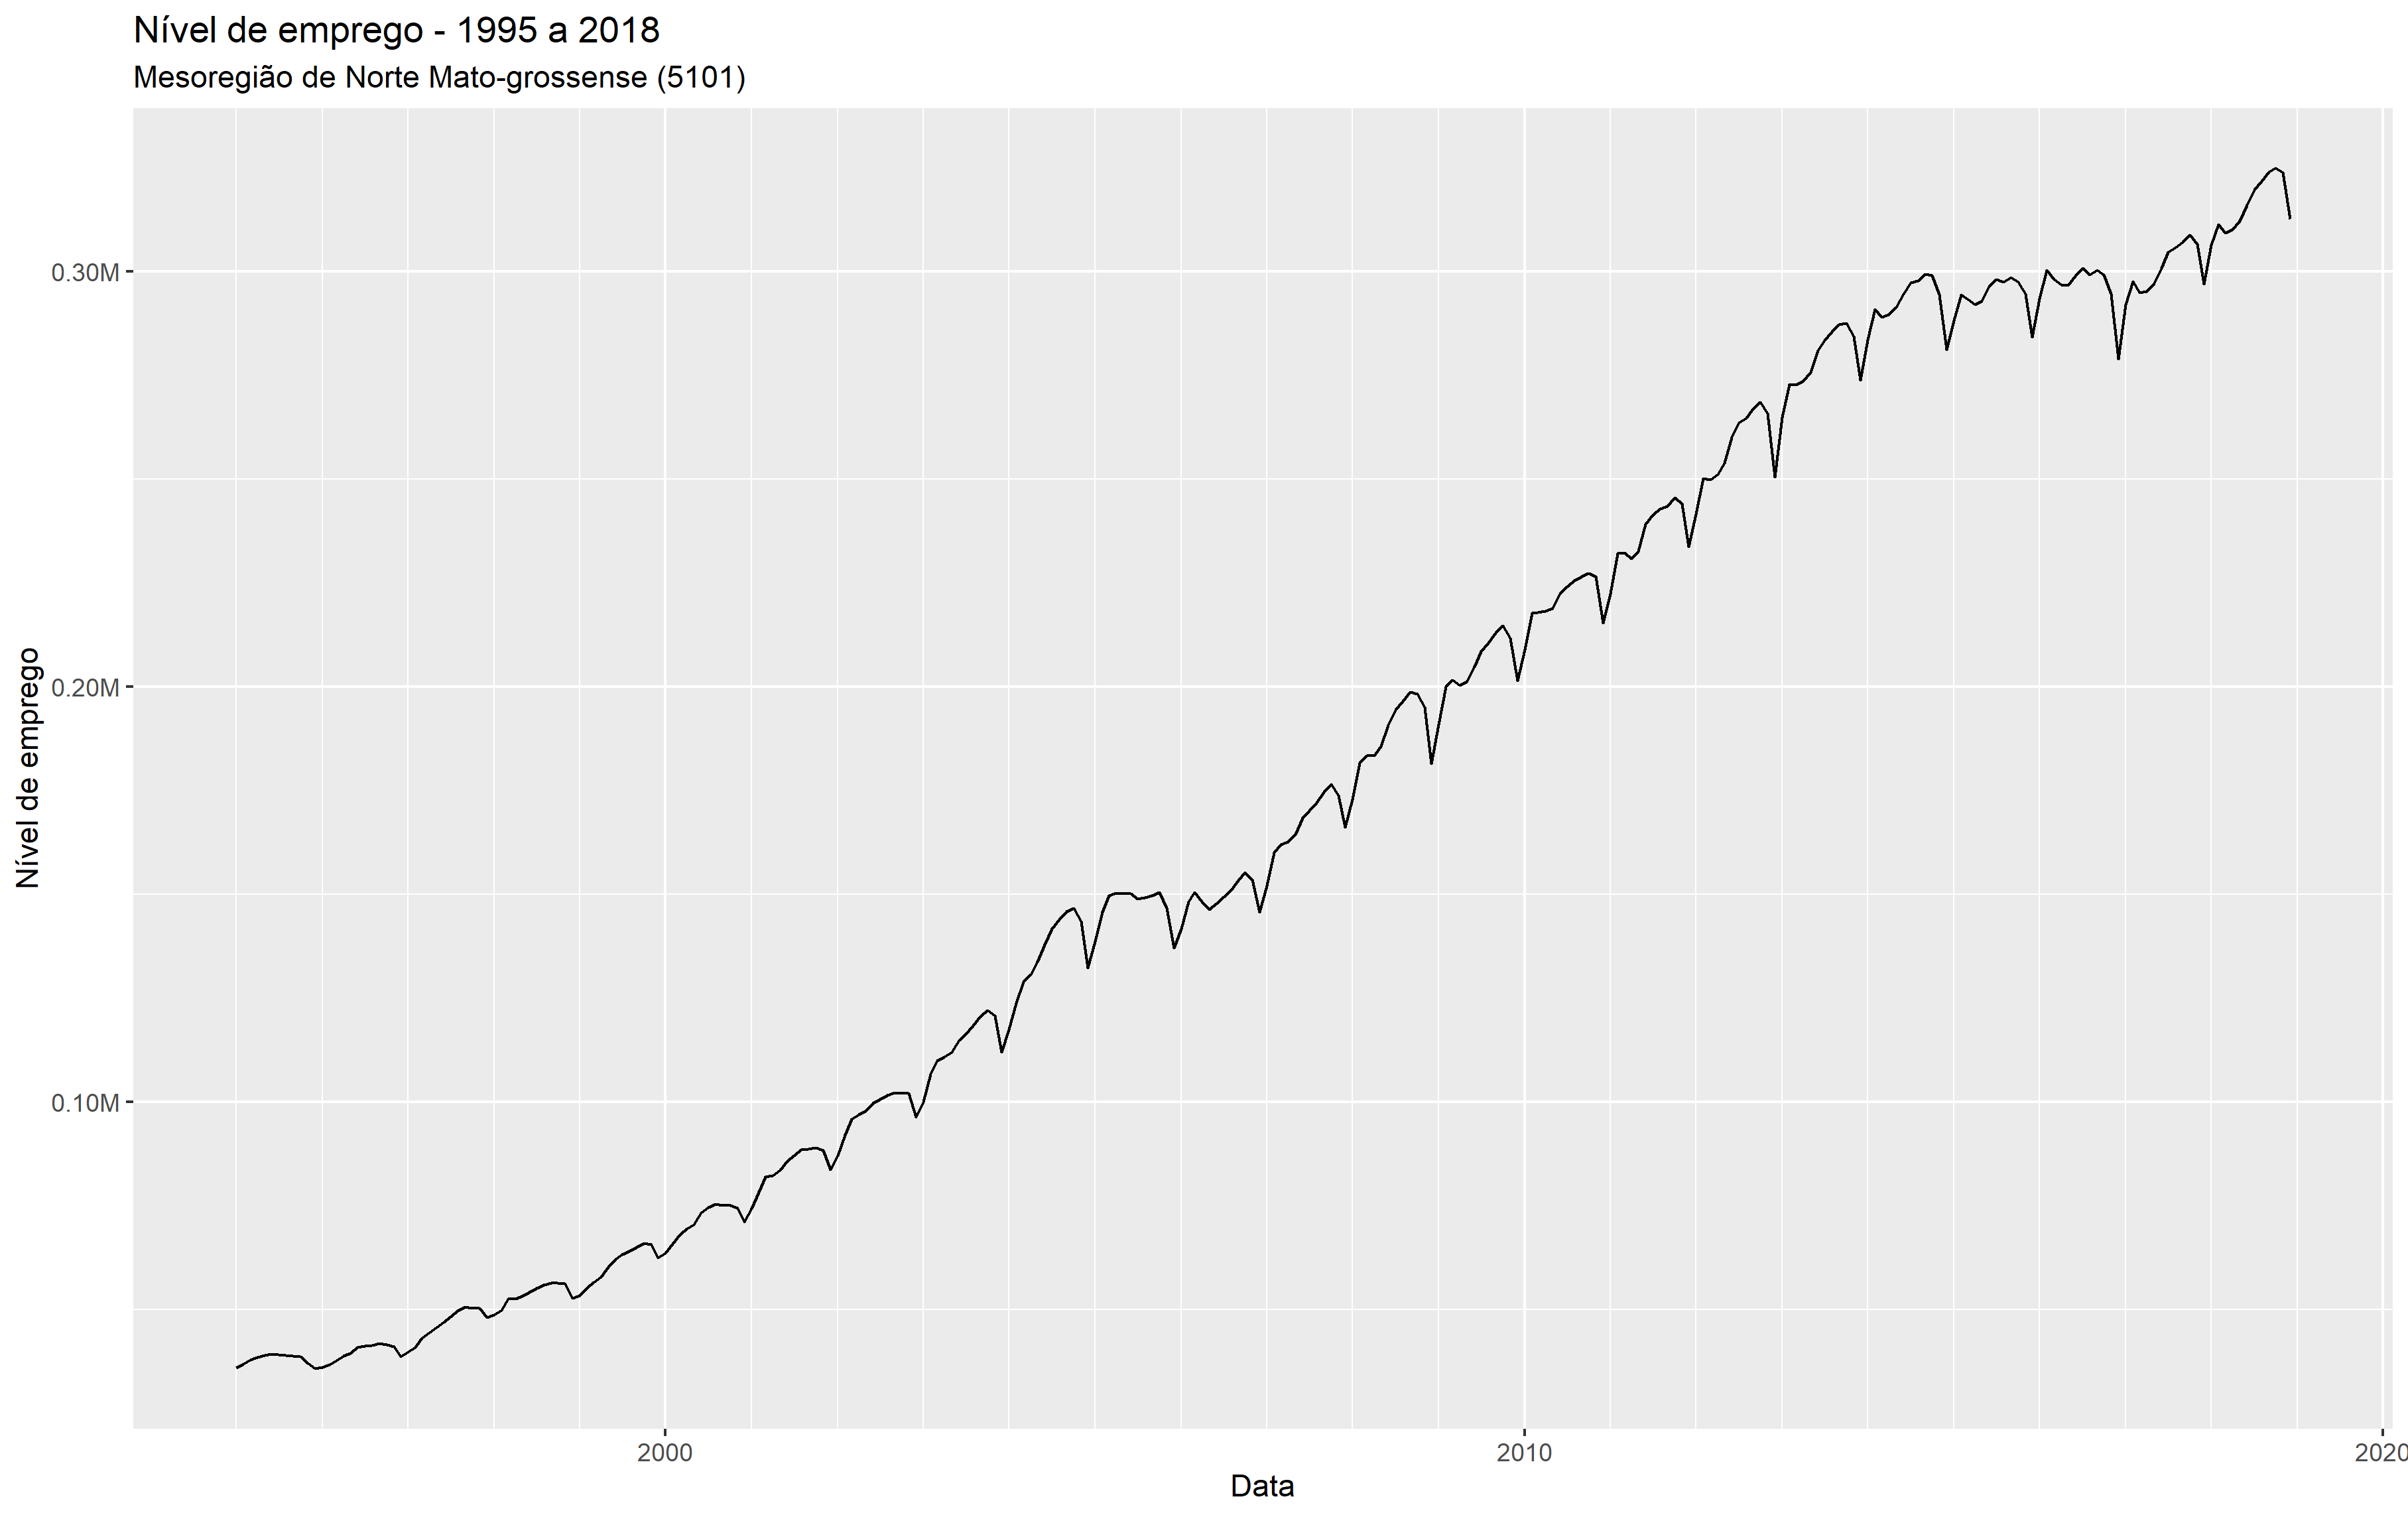 Nível de emprego - 1995 a 2018
Mesoregião de Norte Mato-grossense (5101)
Nível de emprego
0.30M
0.20M
0.10M
2000
2010
2020
Data